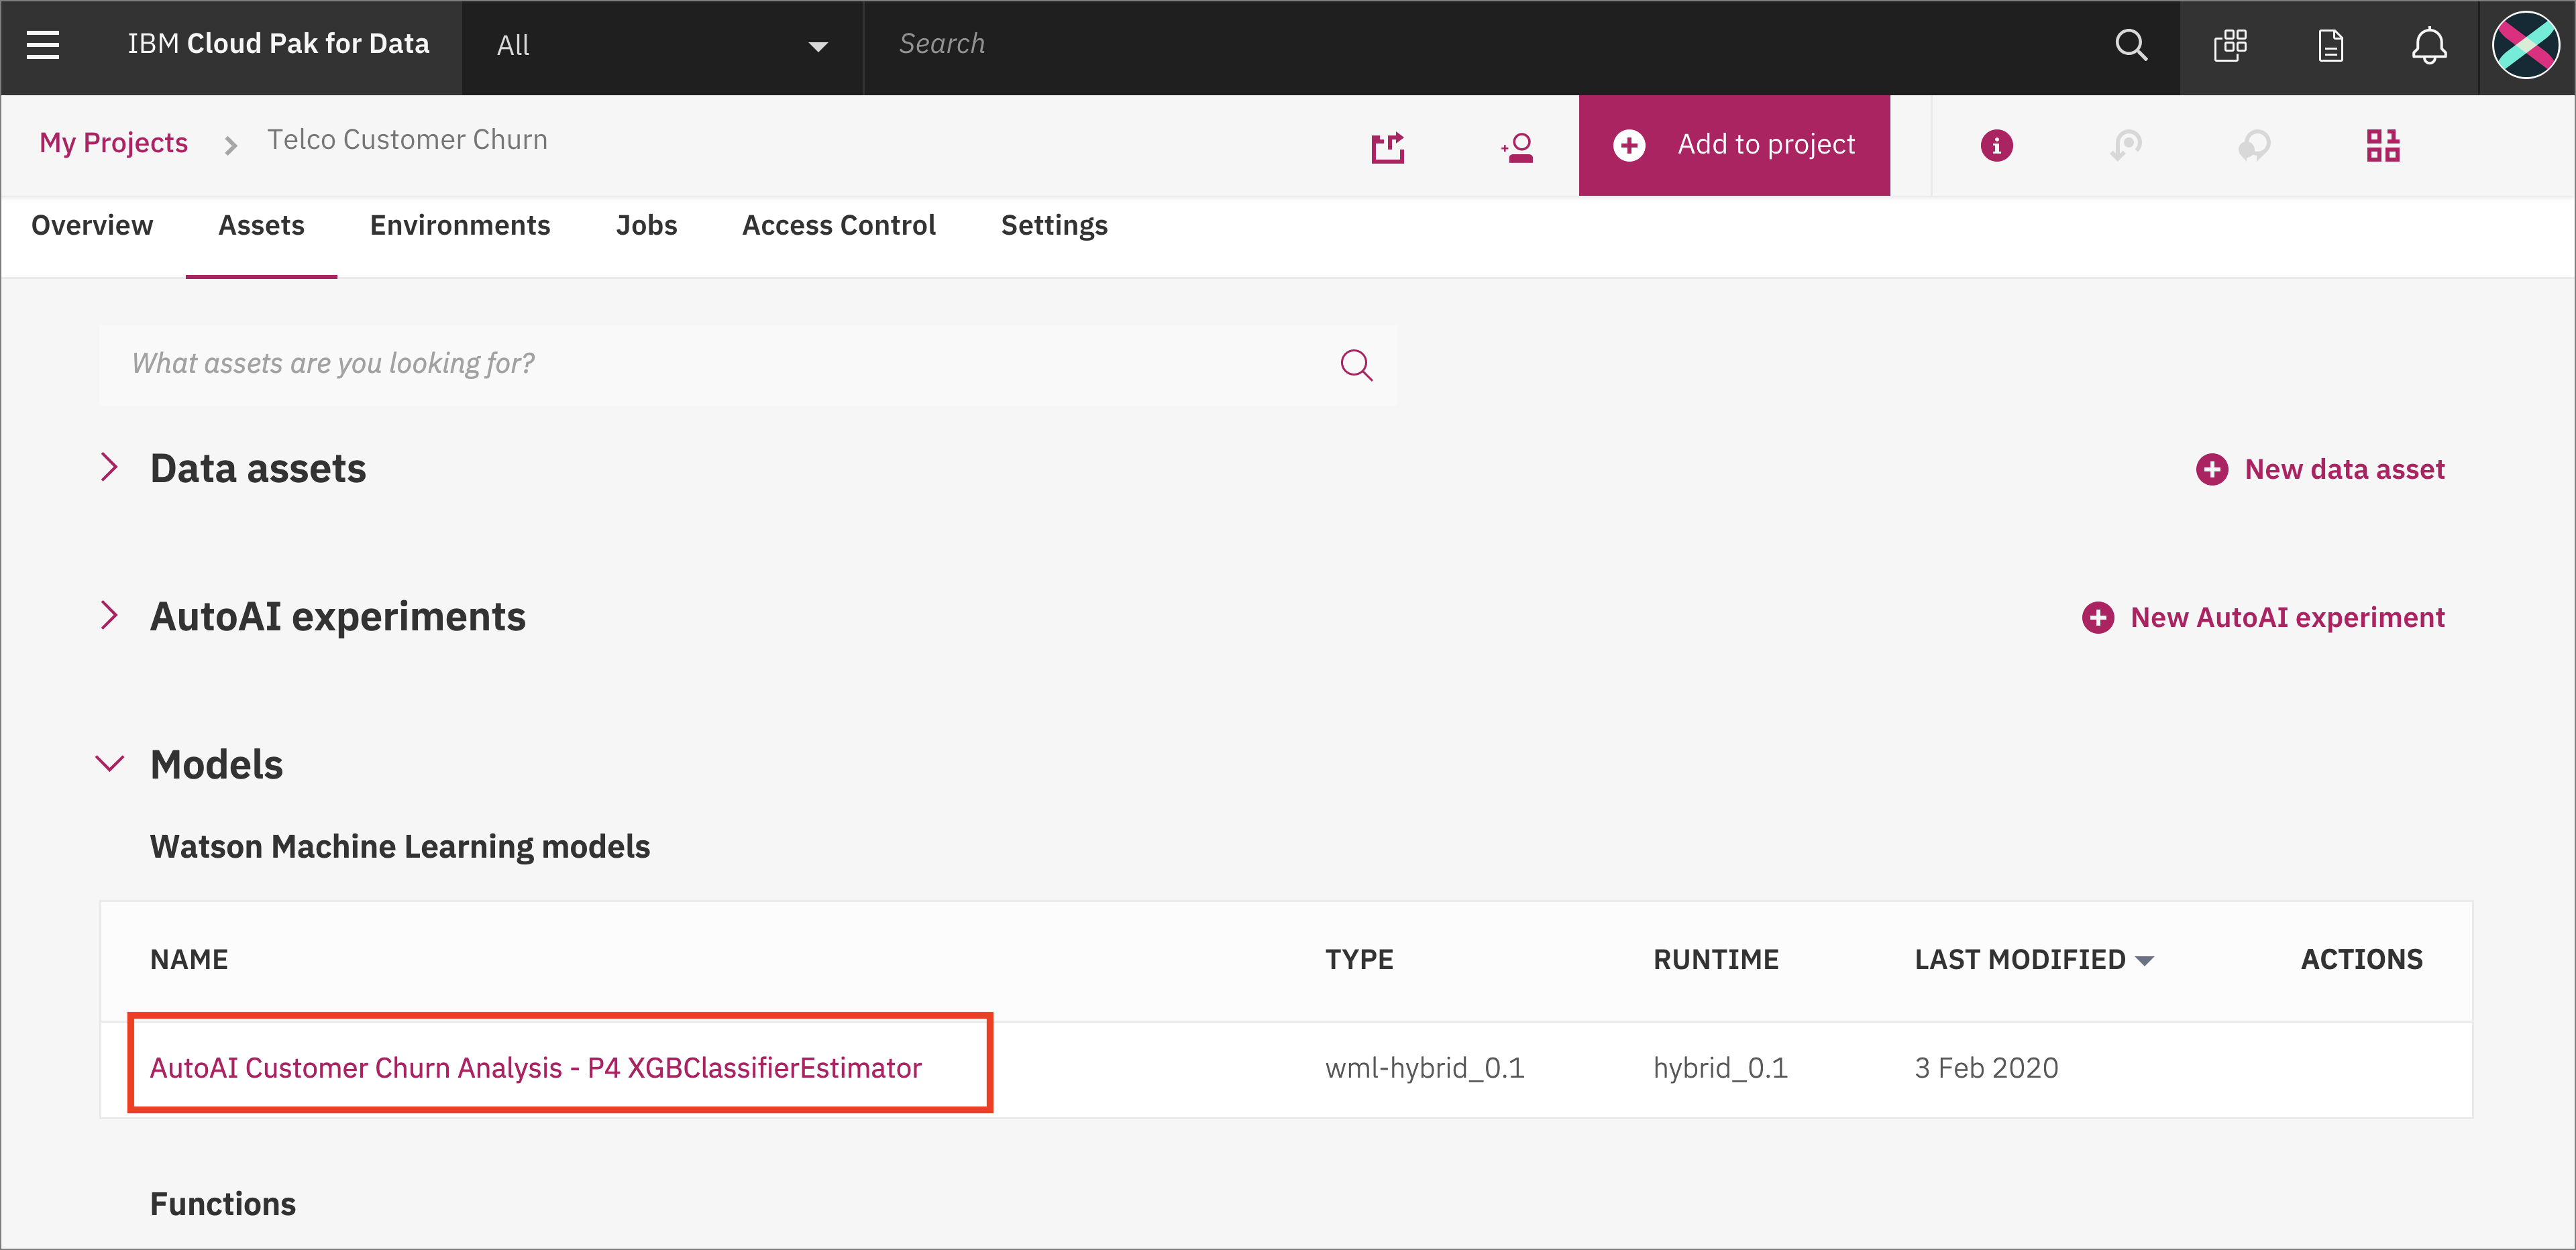 IBM Cloud Pak for Data All Search
My Projects Telco Customer Churn Add to project
Overview Assets Environments Jobs Access Control Settings
What assets are you looking for?
Data assets New data asset
AutoAI experiments New AutoAI experiment
Models
Watson Machine Learning models
NAME TYPE RUNTIME LAST MODIFIED ACTIONS
AutoAI Customer Churn Analysis - P4 XGBClassifierEstimator wml-hybrid_0.1 hybrid_0.1 3 Feb 2020
Functions